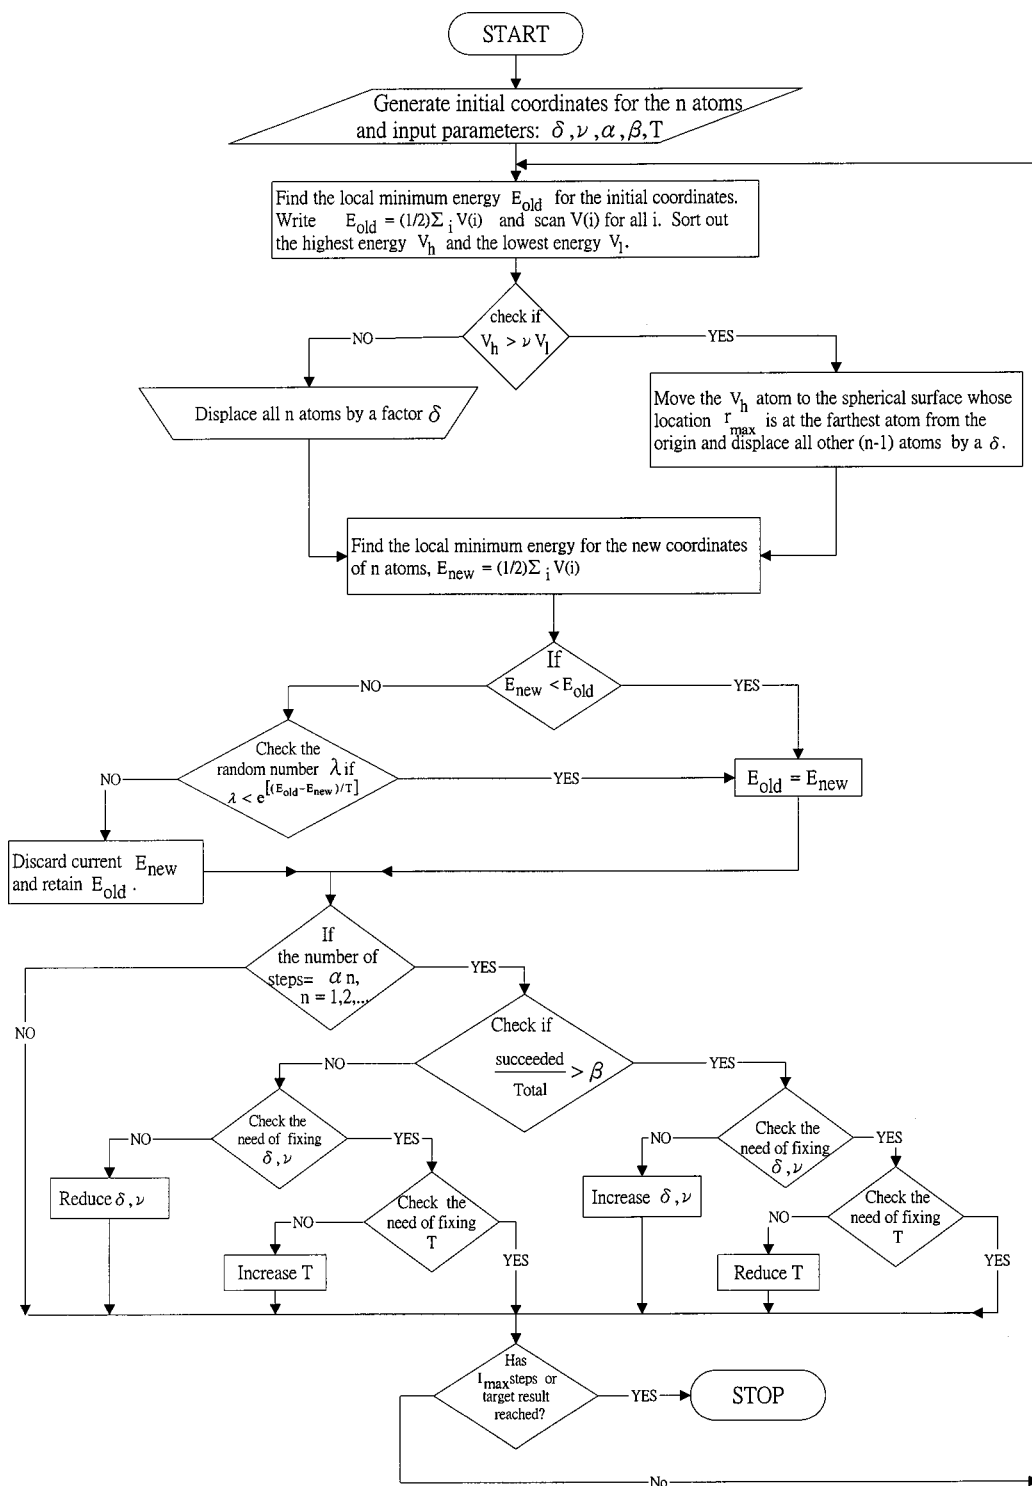 START
Generate initial coordinates for the n atoms
and input parameters: δ, ν, α, β, T
Find the local minimum energy E_old for the initial coordinates.
Write E_old = (1/2)Σ_i V(i) and scan V(i) for all i. Sort out
the highest energy V_h and the lowest energy V_l.
check if
V_h > ν V_l
NO
YES
Displace all n atoms by a factor δ
Move the V_h atom to the spherical surface whose
location r_max is at the farthest atom from the
origin and displace all other (n-1) atoms by a δ.
Find the local minimum energy for the new coordinates
of n atoms, E_new = (1/2)Σ_i V(i)
If
E_new < E_old
NO
YES
Check the
random number λ if
λ < e^[(E_old-E_new)/T]
NO
YES
E_old = E_new
Discard current E_new
and retain E_old.
If
the number of
steps= α n,
n = 1,2,...
NO
YES
Check if
succeeded
Total
> β
NO
YES
Check the
need of fixing
δ, ν
NO
YES
Reduce δ, ν
Check the
need of fixing
T
NO
YES
Increase T
Check the
need of fixing
δ, ν
NO
YES
Increase δ, ν
Check the
need of fixing
T
NO
YES
Reduce T
Has
I_max steps or
target result
reached?
YES
STOP
No